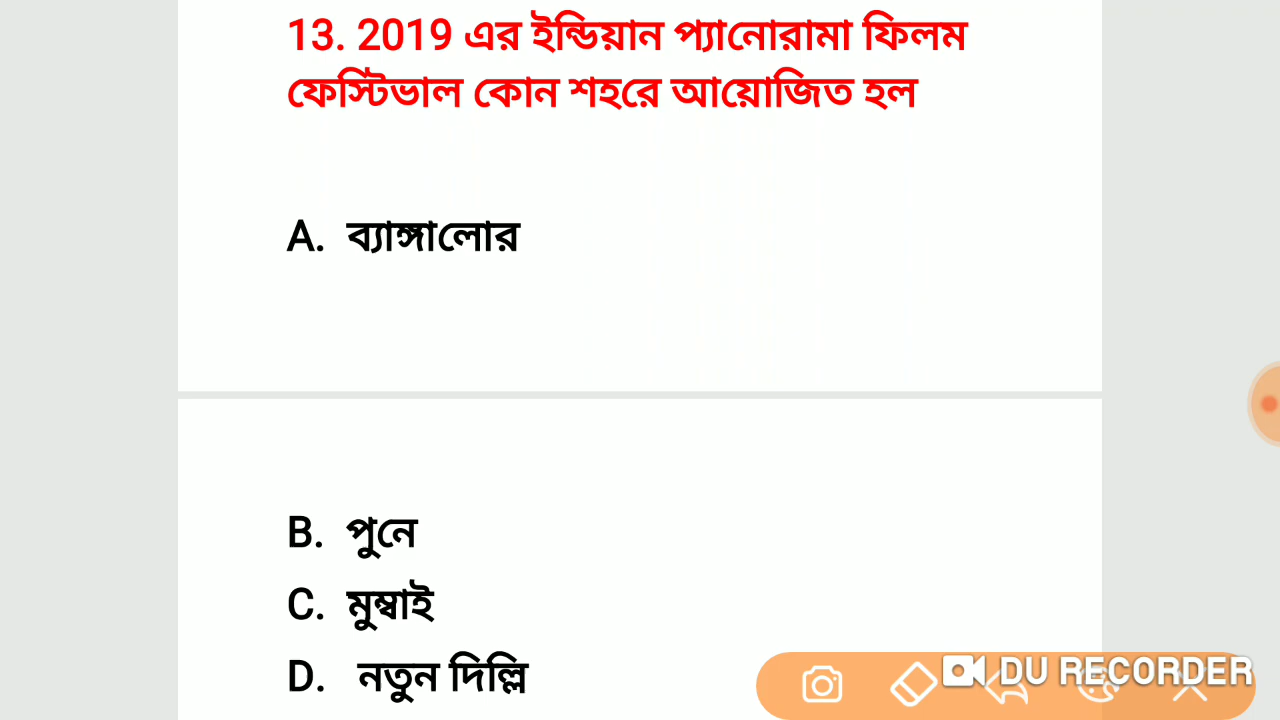 13. 2019 এর ইন্ডিয়ান প্যানোরামা ফিলম
ফেস্টিভাল কোন শহরে আয়োজিত হল
A. ব্যাঙ্গালোর
B. পুনে
C. মুম্বাই
D. নতুন দিল্লি
DU RECORDER